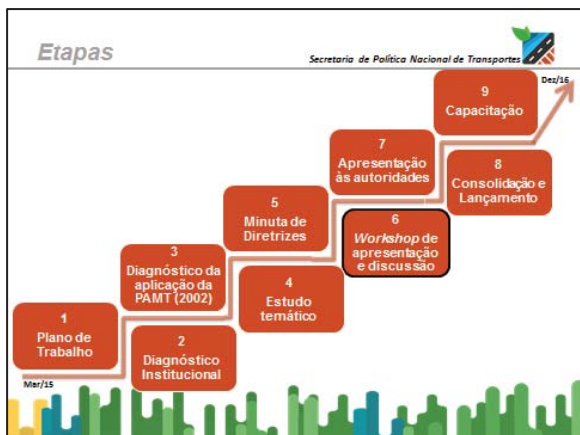 Etapas
Secretaria de Política Nacional de Transportes
Dez/16
9
Capacitação
7
Apresentação
às autoridades
8
Consolidação e
Lançamento
5
Minuta de
Diretrizes
6
Workshop de
apresentação
e discussão
3
Diagnóstico da
aplicação da
PAMT (2002)
4
Estudo
temático
1
Plano de
Trabalho
2
Diagnóstico
Institucional
Mar/15